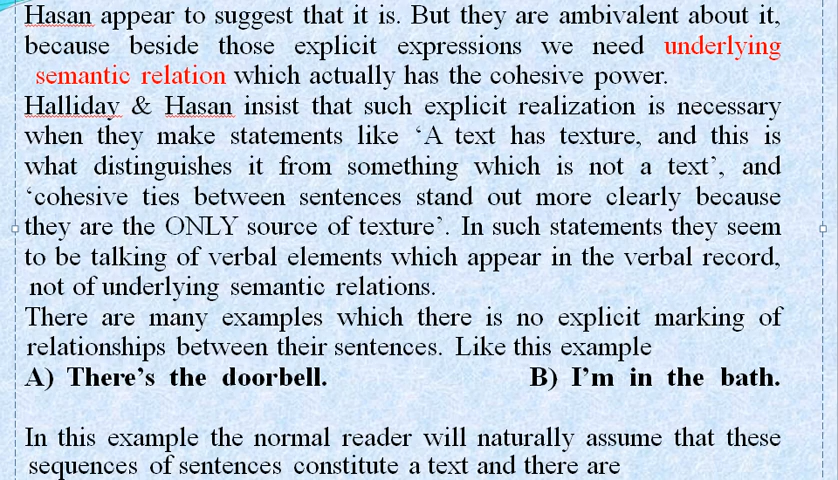 Hasan appear to suggest that it is. But they are ambivalent about it,
because beside those explicit expressions we need underlying
semantic relation which actually has the cohesive power.
Halliday & Hasan insist that such explicit realization is necessary
when they make statements like ‘A text has texture, and this is
what distinguishes it from something which is not a text’, and
‘cohesive ties between sentences stand out more clearly because
they are the ONLY source of texture’. In such statements they seem
to be talking of verbal elements which appear in the verbal record,
not of underlying semantic relations.
There are many examples which there is no explicit marking of
relationships between their sentences. Like this example
A) There’s the doorbell. B) I’m in the bath.
In this example the normal reader will naturally assume that these
sequences of sentences constitute a text and there are